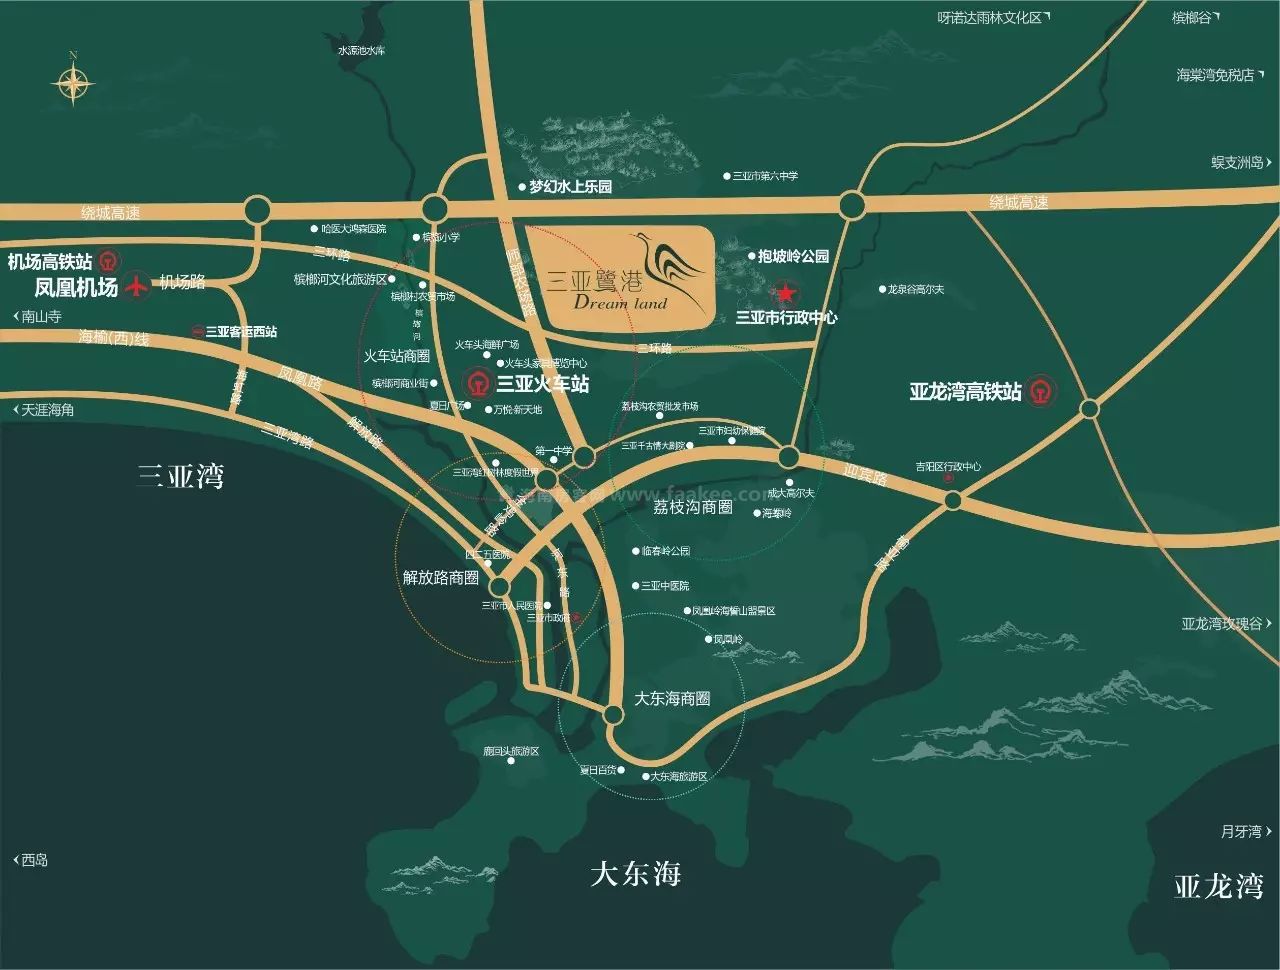 呀诺达雨林文化区
槟榔谷
N
水源池水库
海棠湾免税店
蜈支洲岛
三亚市第六中学
梦幻水上乐园
绕城高速
绕城高速
哈医大鸿森医院
槟榔小学
三环路
师部农场路
抱坡岭公园
机场高铁站
凤凰机场
机场路
槟榔河文化旅游区
三亚鹭港
Dream land
龙泉谷高尔夫
槟榔村农贸市场
槟榔河
南山寺
三亚市行政中心
三亚客运西站
海榆(西)线
火车头海鲜广场
三环路
火车站商圈
火车头家具博览中心
凤凰路
槟榔河商业街
三亚火车站
亚龙湾高铁站
天涯海角
夏日广场
万悦·新天地
荔枝沟农贸批发市场
解放路
三亚湾路
三亚市妇幼保健院
三亚千古情大剧院
第一中学
三亚湾
三亚湾红树林度假世界
迎宾路
吉阳区行政中心
成大高尔夫
www.faakee.com
荔枝沟商圈
海泰岭
四二五医院
临春岭公园
解放路商圈
三亚中医院
三亚市人民医院
三亚市政府
凤凰岭海誓山盟景区
亚龙湾玫瑰谷
凤凰岭
大东海商圈
鹿回头旅游区
夏日百货
大东海旅游区
月牙湾
西岛
大东海
亚龙湾